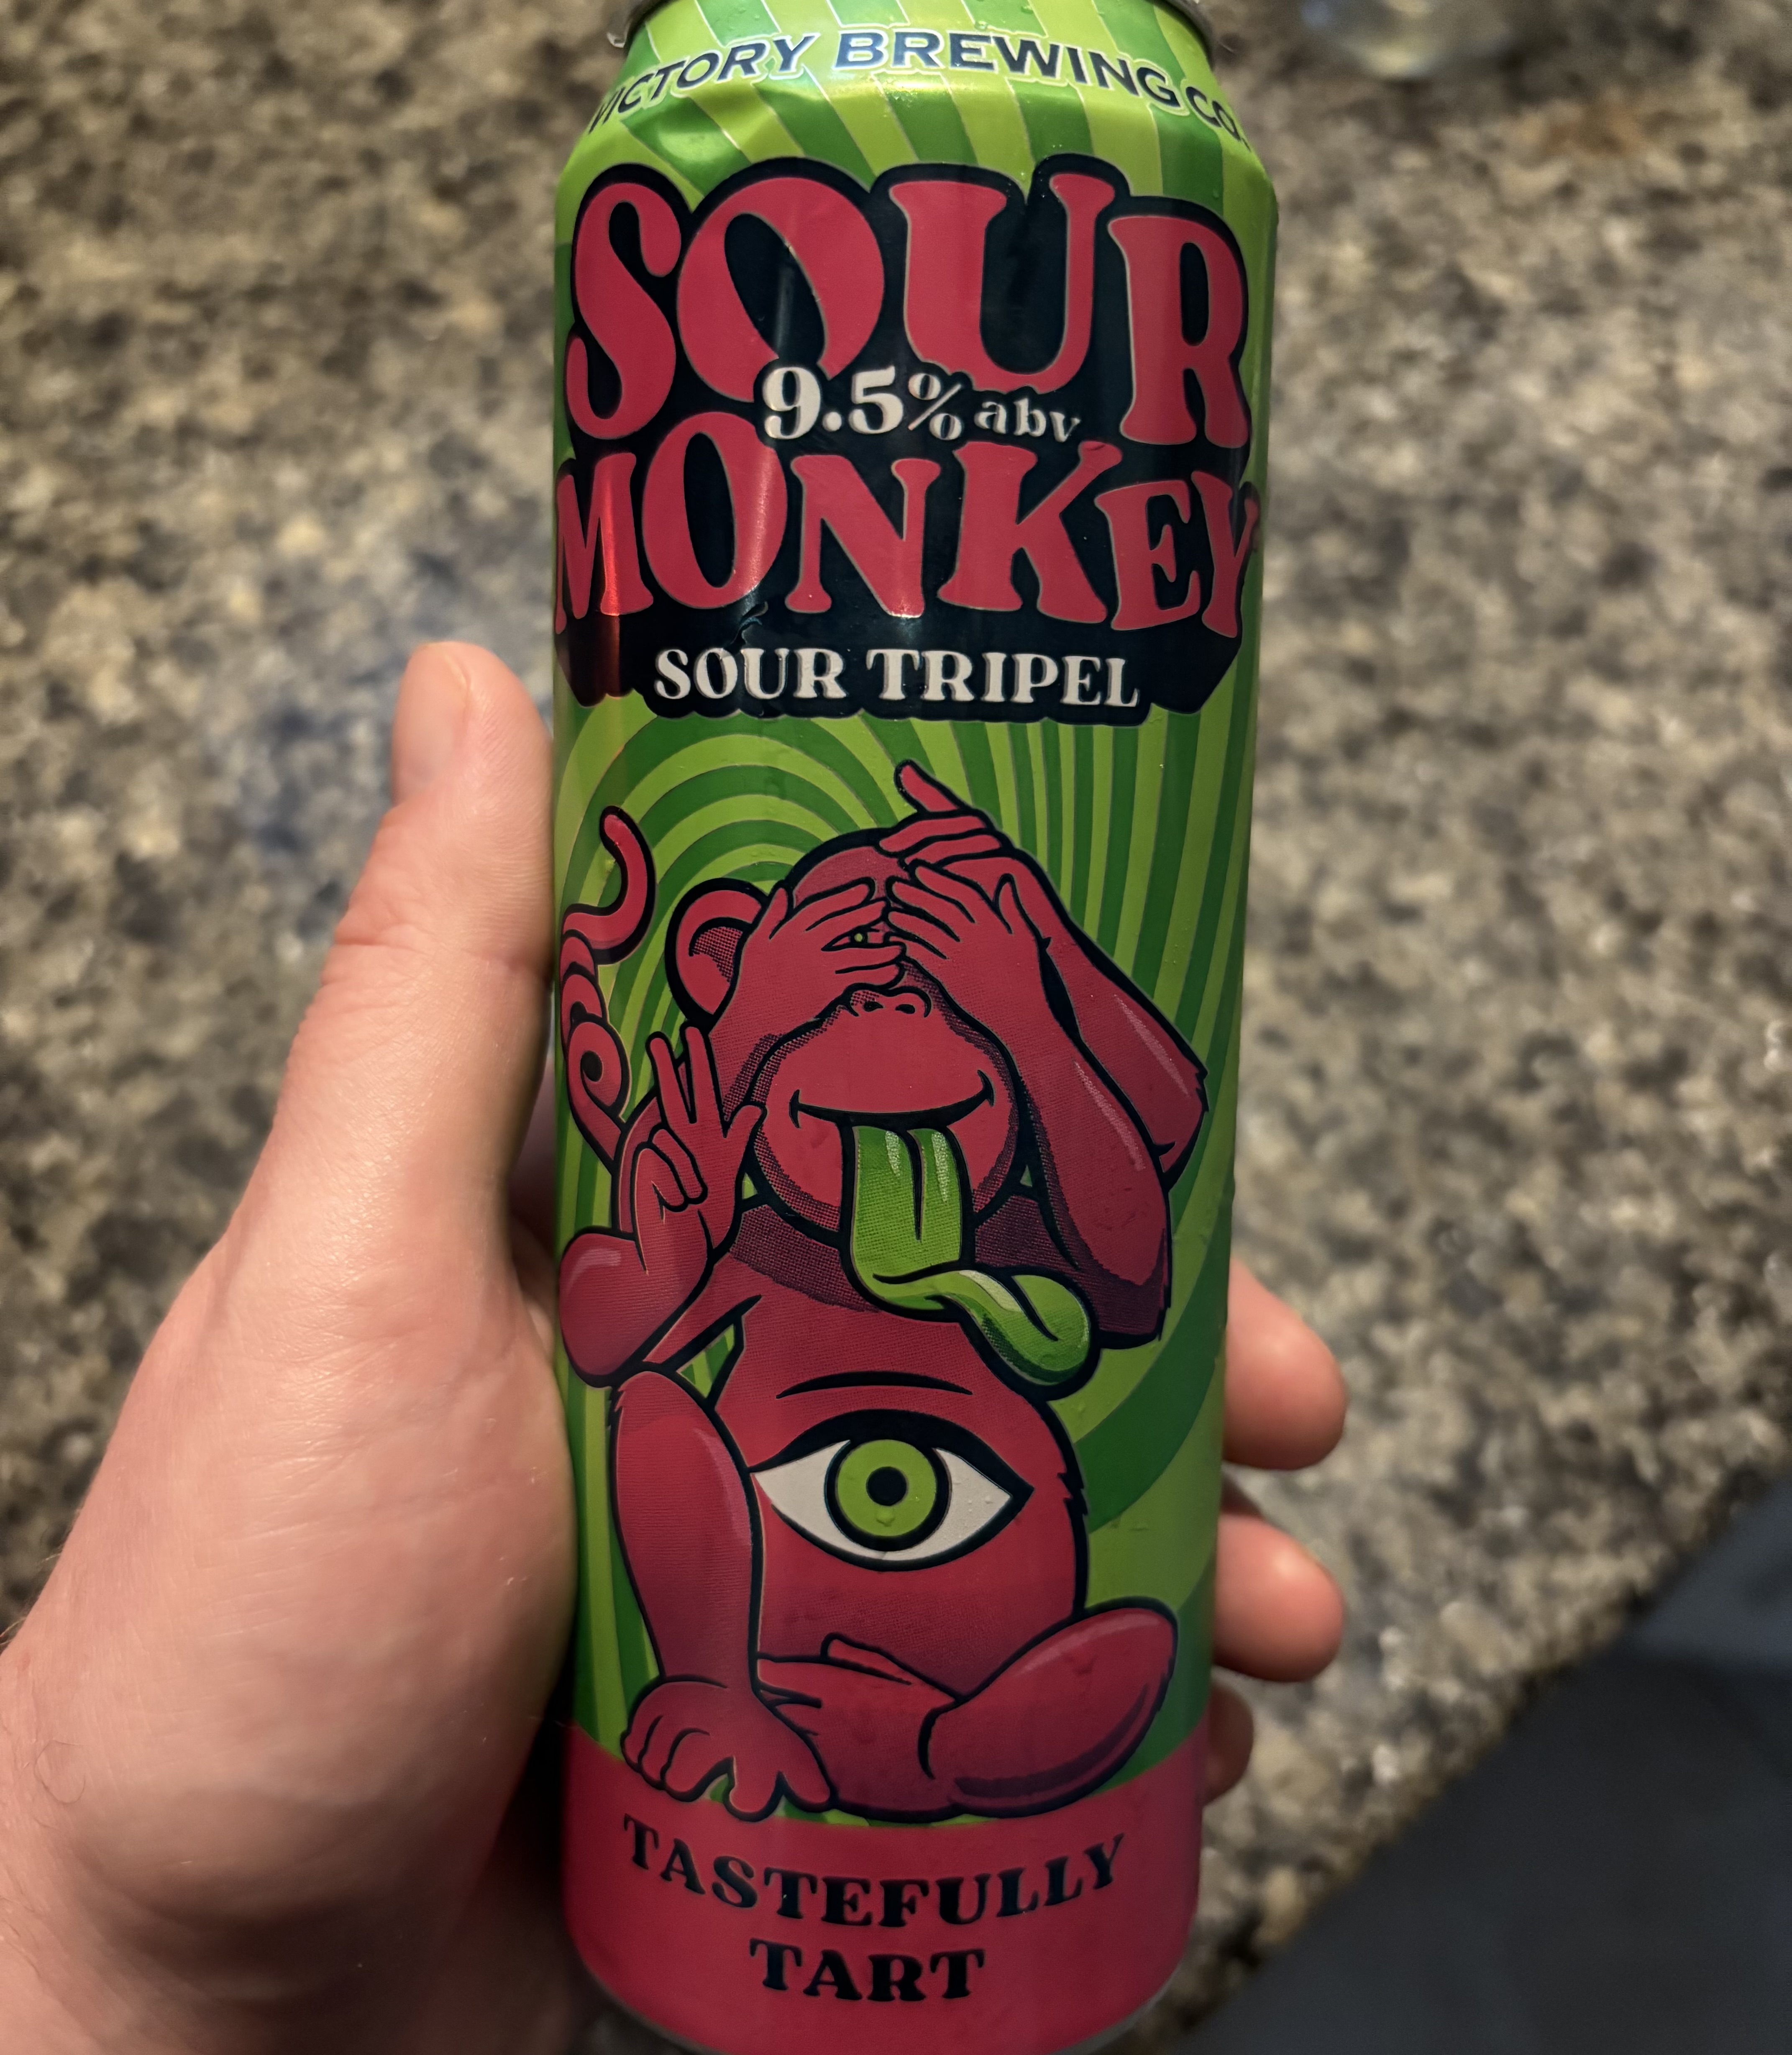 VICTORY BREWING CO.
SOUR
9.5% abv
MONKEY
SOUR TRIPEL
TASTEFULLY
TART